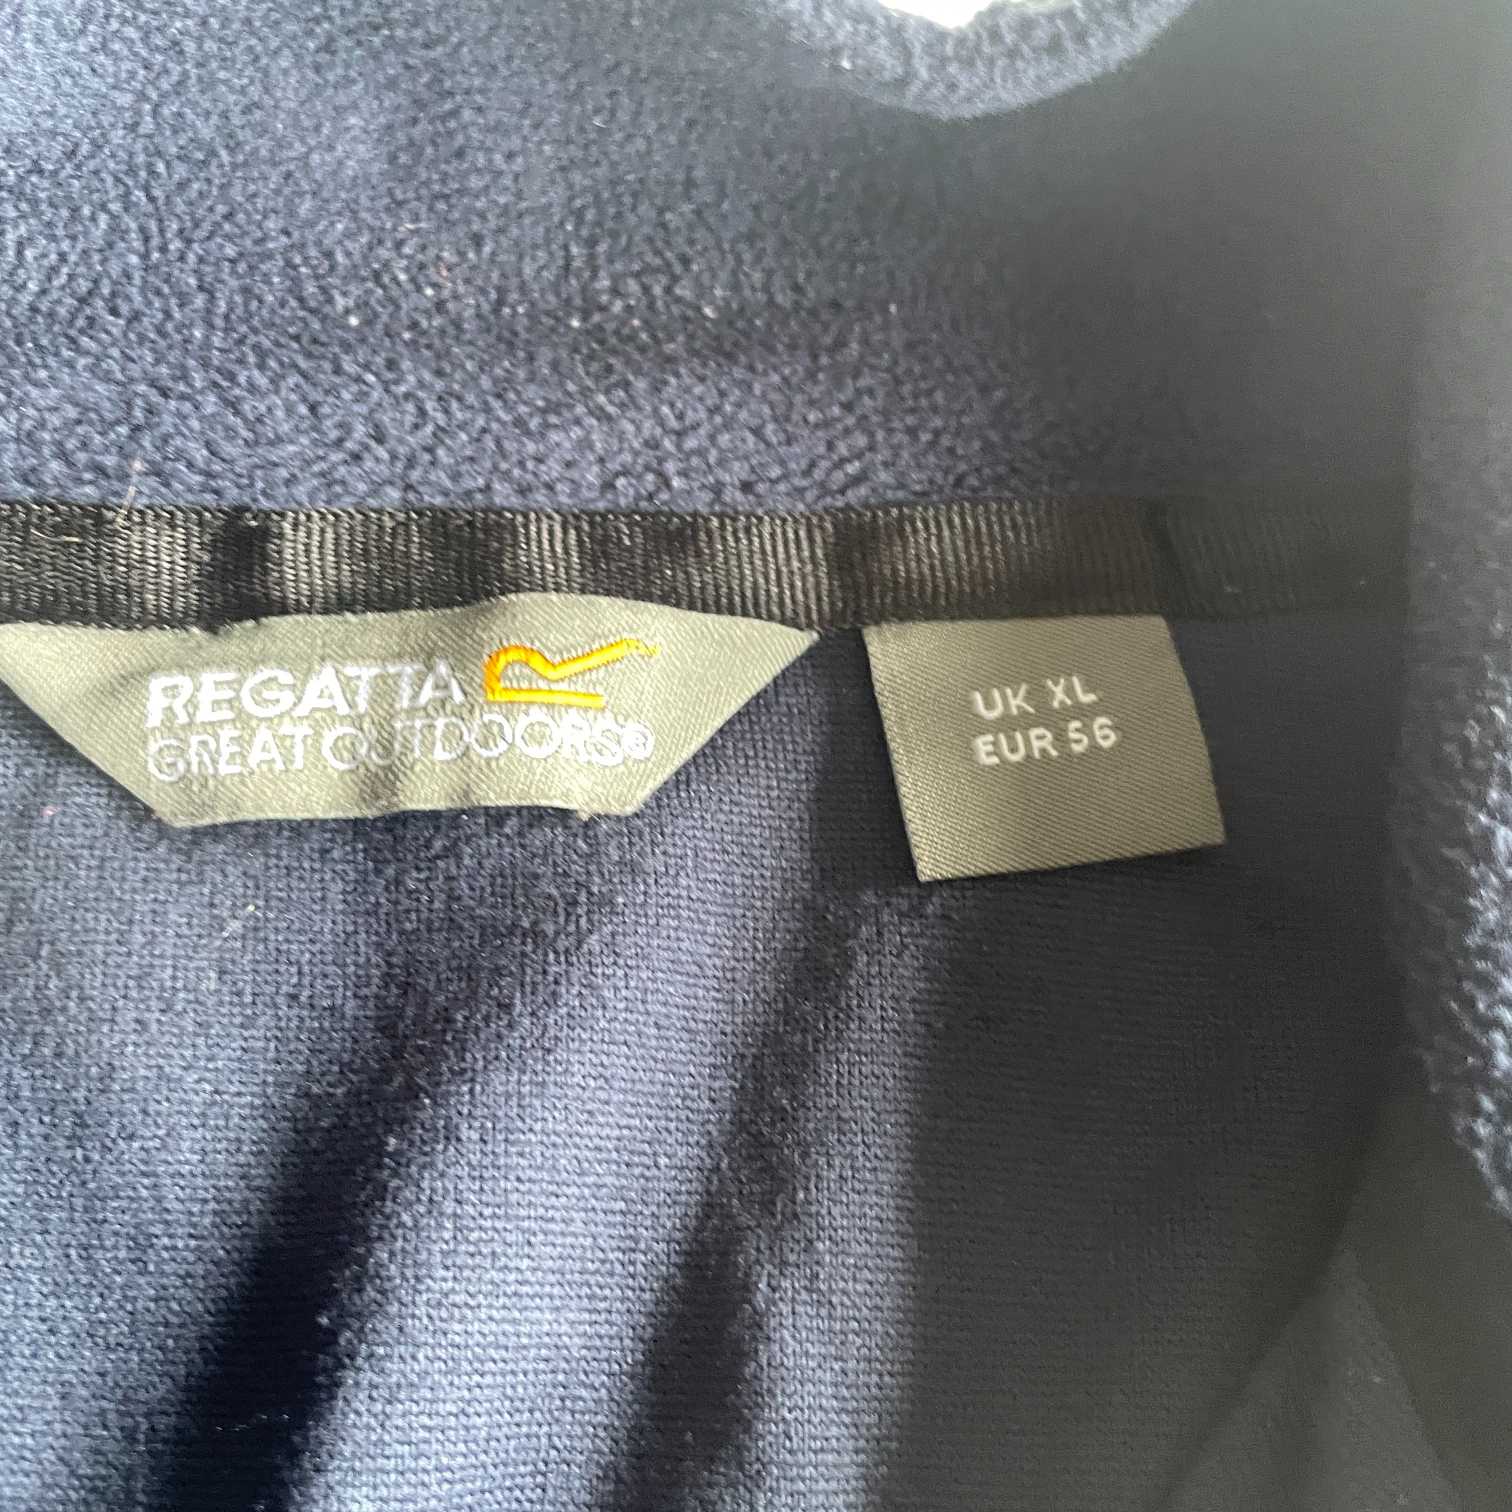 REGATTA
GREAT OUTDOORS®
UK XL
EUR 56